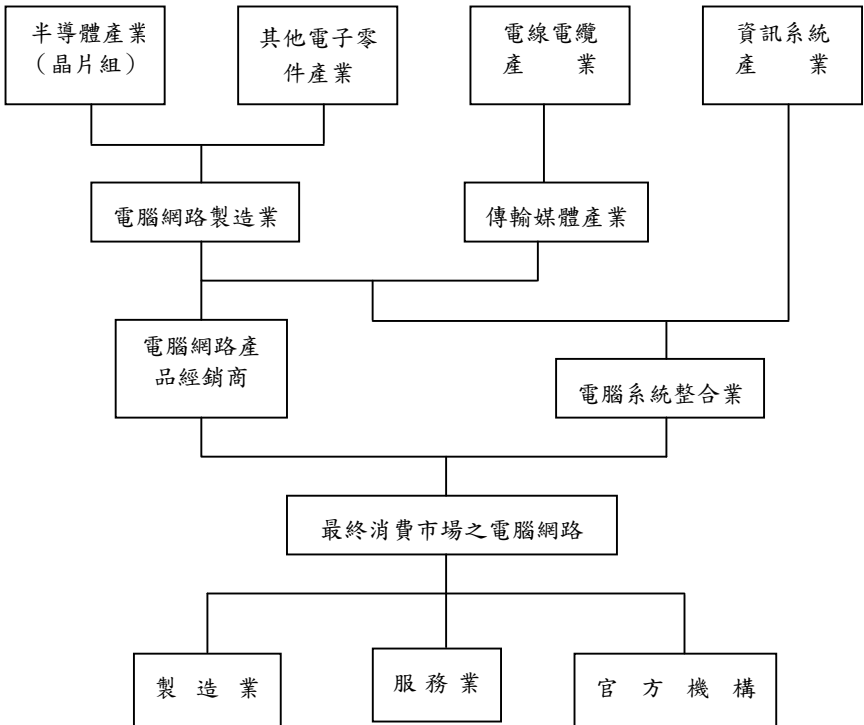 半導體產業
（晶片組）
其他電子零
件產業
電線電纜
產業
資訊系統
產業
電腦網路製造業
傳輸媒體產業
電腦網路產
品經銷商
電腦系統整合業
最終消費市場之電腦網路
製造業
服務業
官方機構